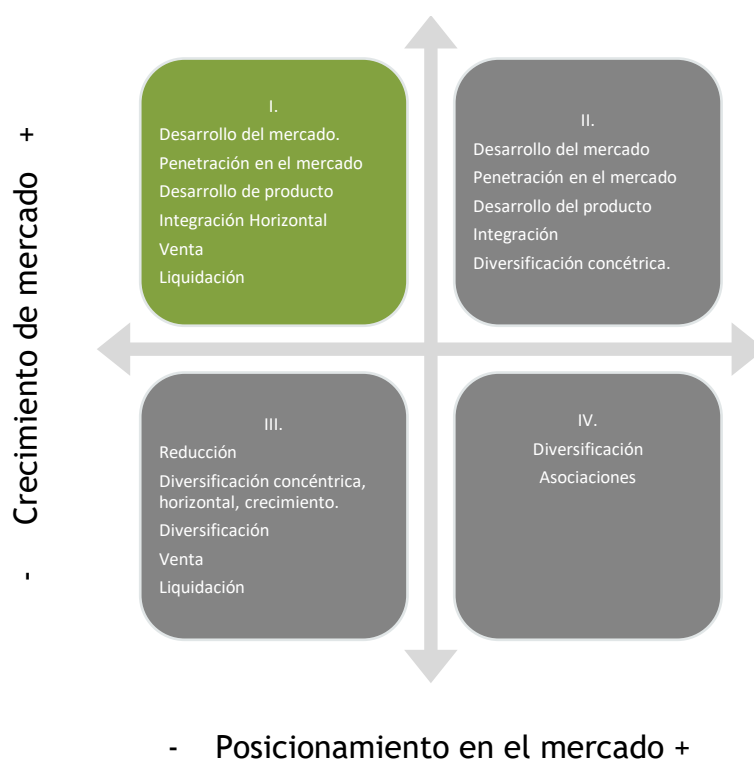 I.
Desarrollo del mercado.
Penetración en el mercado
Desarrollo de producto
Integración Horizontal
Venta
Liquidación
II.
Desarrollo del mercado
Penetración en el mercado
Desarrollo del producto
Integración
Diversificación concétrica.
III.
Reducción
Diversificación concéntrica,
horizontal, crecimiento.
Diversificación
Venta
Liquidación
IV.
Diversificación
Asociaciones
- Crecimiento de mercado +
- Posicionamiento en el mercado +